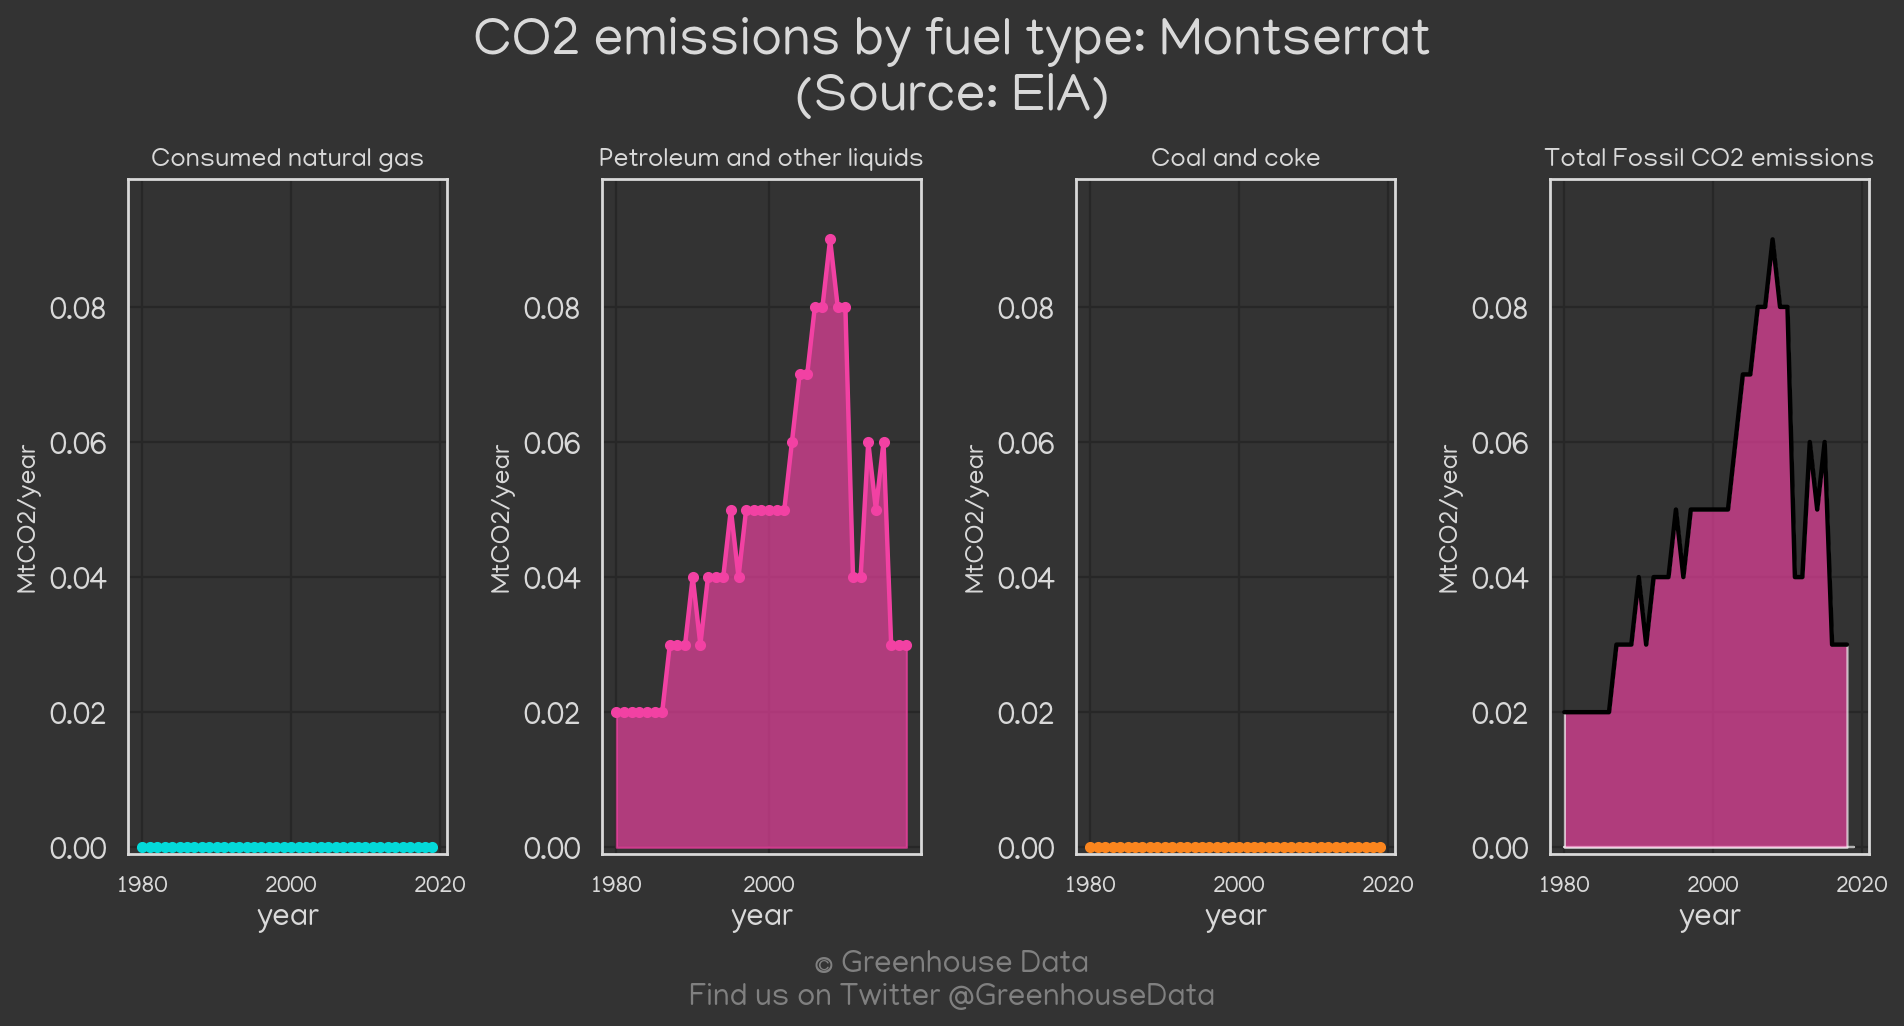 CO2 emissions by fuel type: Montserrat
(Source: EIA)
Consumed natural gas
MtCO2/year
0.08
0.06
0.04
0.02
0.00
1980 2000 2020
year
Petroleum and other liquids
MtCO2/year
0.08
0.06
0.04
0.02
0.00
1980 2000
year
Coal and coke
MtCO2/year
0.08
0.06
0.04
0.02
0.00
1980 2000 2020
year
Total Fossil CO2 emissions
MtCO2/year
0.08
0.06
0.04
0.02
0.00
1980 2000 2020
year
© Greenhouse Data
Find us on Twitter @GreenhouseData